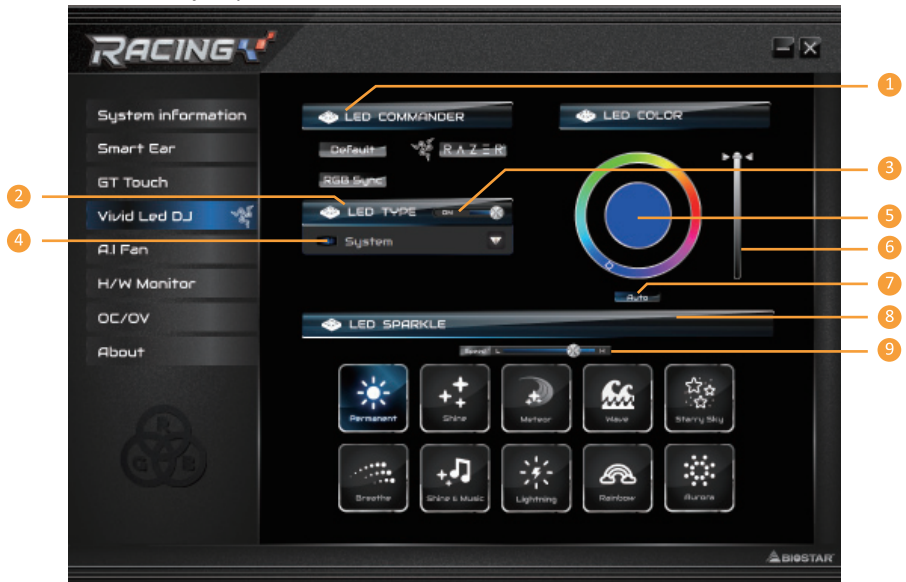 RACING
1
System information
LED COMMANDER
LED COLOR
Smart Ear
Default
RAZER
GT Touch
RGB Sync
3
2
LED TYPE
ON
Vivid Led DJ
5
4
System
A.I Fan
6
H/W Monitor
7
Auto
OC/OV
LED SPARKLE
8
About
Speed
L
H
9
Permanent
Shine
Meteor
Wave
Starry Sky
R
G
B
Breathe
Shine & Music
Lightning
Rainbow
Aurora
BIOSTAR